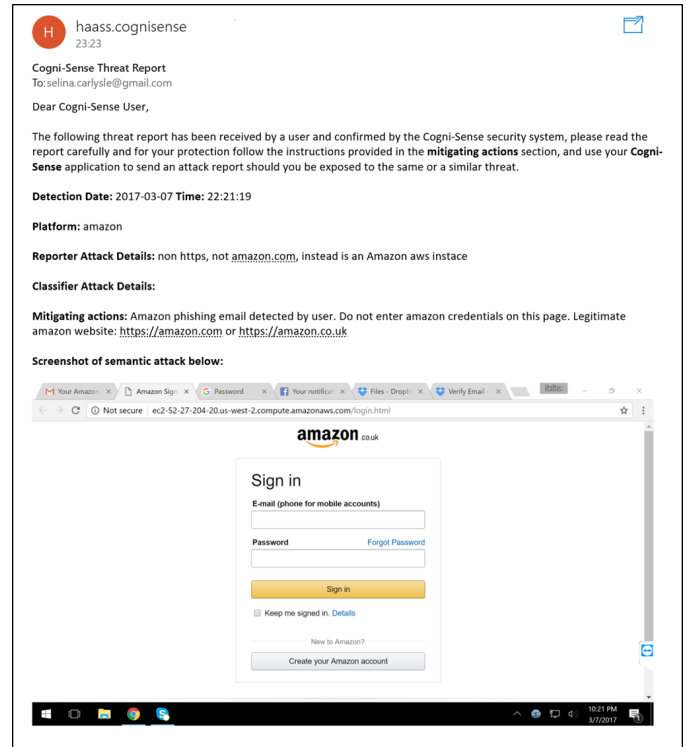 H
haass.cognisense
23:23
Cogni-Sense Threat Report
To: selina.carlysle@gmail.com
Dear Cogni-Sense User,
The following threat report has been received by a user and confirmed by the Cogni-Sense security system, please read the
report carefully and for your protection follow the instructions provided in the mitigating actions section, and use your Cogni-
Sense application to send an attack report should you be exposed to the same or a similar threat.
Detection Date: 2017-03-07 Time: 22:21:19
Platform: amazon
Reporter Attack Details: non https, not amazon.com, instead is an Amazon aws instace
Classifier Attack Details:
Mitigating actions: Amazon phishing email detected by user. Do not enter amazon credentials on this page. Legitimate
amazon website: https://amazon.com or https://amazon.co.uk
Screenshot of semantic attack below:
Your Amazon Amazon Sign Password Your notificat Files - Dropb Verify Email Selina
Not secure ec2-52-27-204-20.us-west-2.compute.amazonaws.com/login.html
amazon.co.uk
Sign in
E-mail (phone for mobile accounts)
Password Forgot Password
Sign in
Keep me signed in. Details
New to Amazon?
Create your Amazon account
10:21 PM
3/7/2017